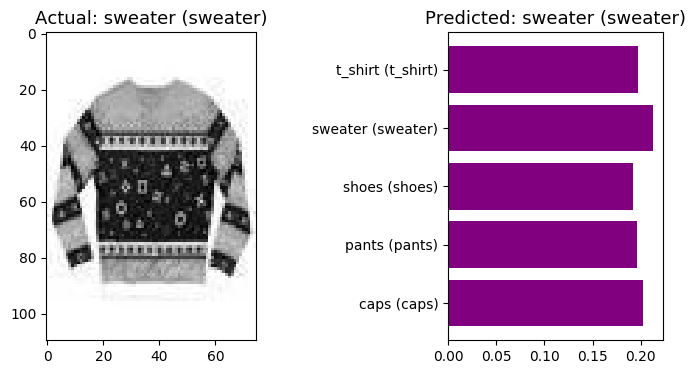 Actual: sweater (sweater)
0
20
40
60
80
100
0 20 40 60
Predicted: sweater (sweater)
t_shirt (t_shirt)
sweater (sweater)
shoes (shoes)
pants (pants)
caps (caps)
0.00 0.05 0.10 0.15 0.20